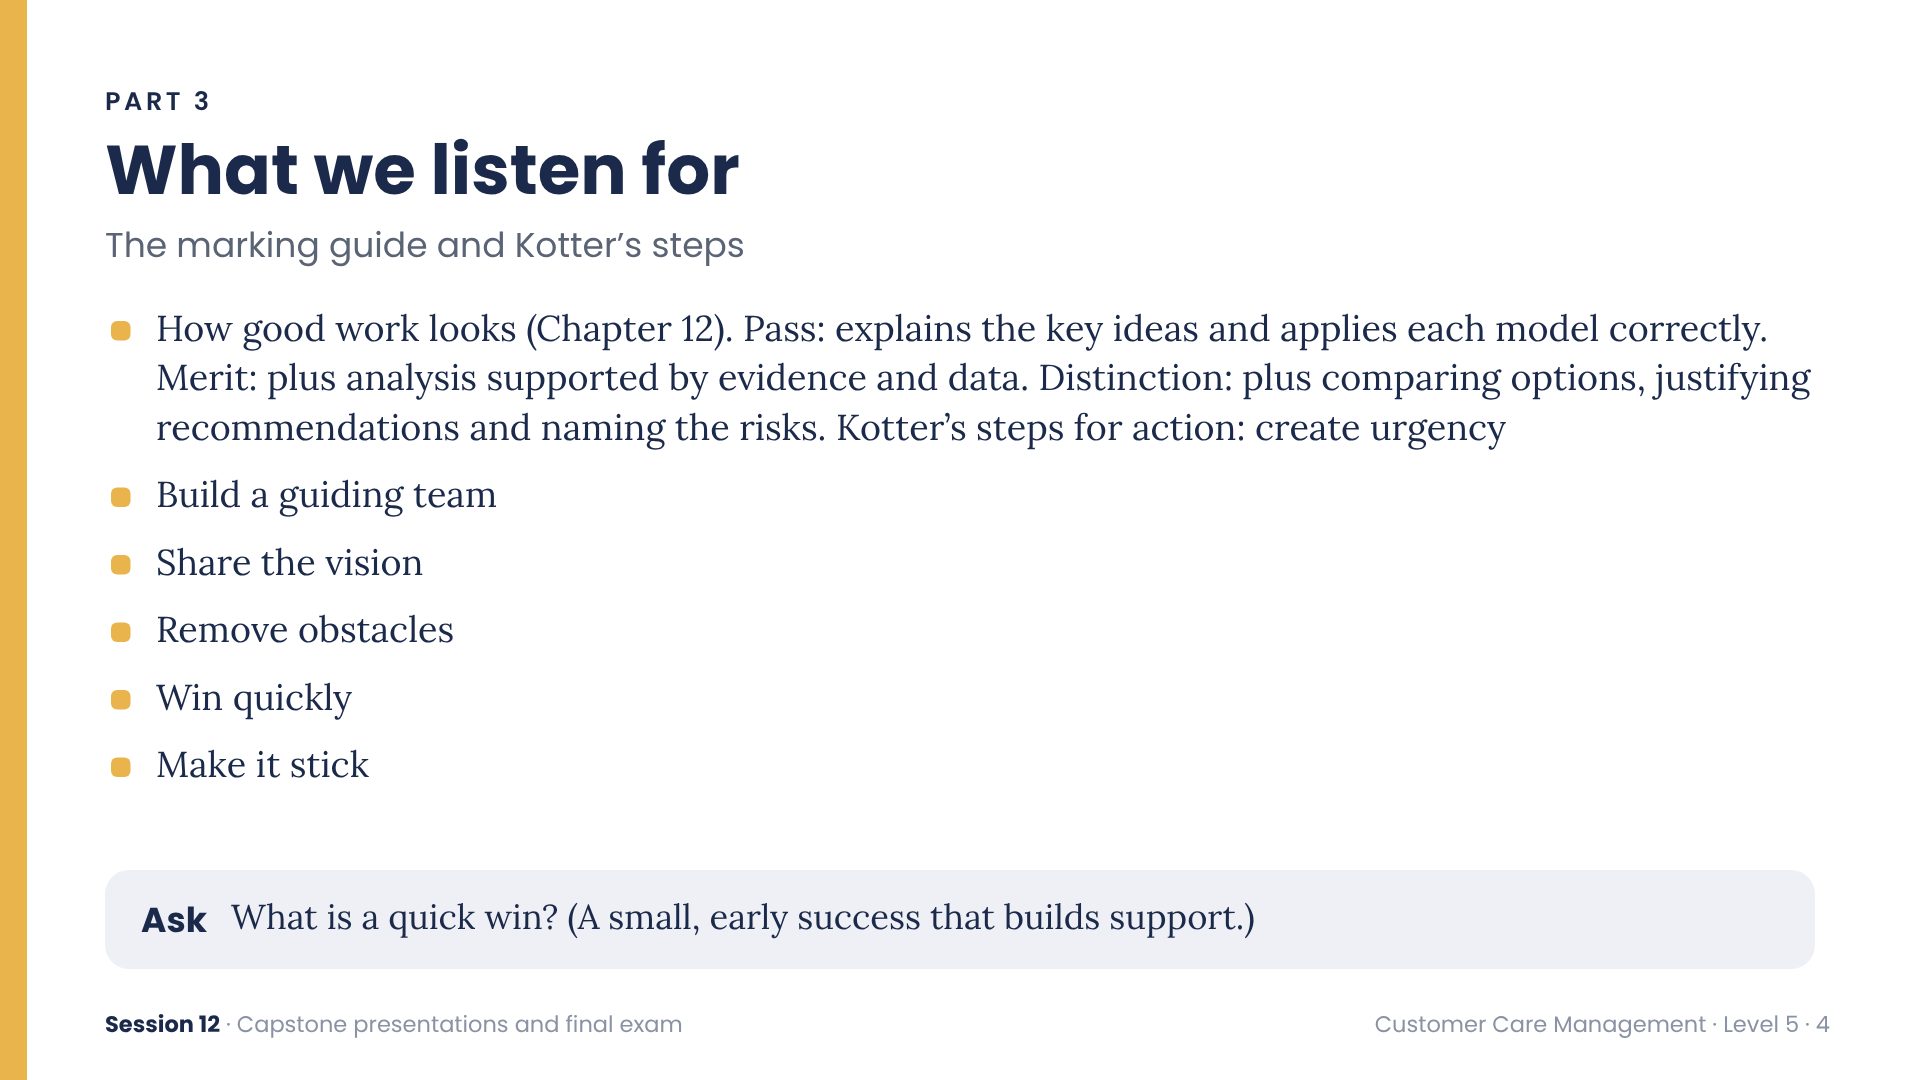 PART 3
What we listen for
The marking guide and Kotter’s steps
How good work looks (Chapter 12). Pass: explains the key ideas and applies each model correctly.
Merit: plus analysis supported by evidence and data. Distinction: plus comparing options, justifying
recommendations and naming the risks. Kotter’s steps for action: create urgency
Build a guiding team
Share the vision
Remove obstacles
Win quickly
Make it stick
Ask What is a quick win? (A small, early success that builds support.)
Session 12 · Capstone presentations and final exam
Customer Care Management · Level 5 · 4